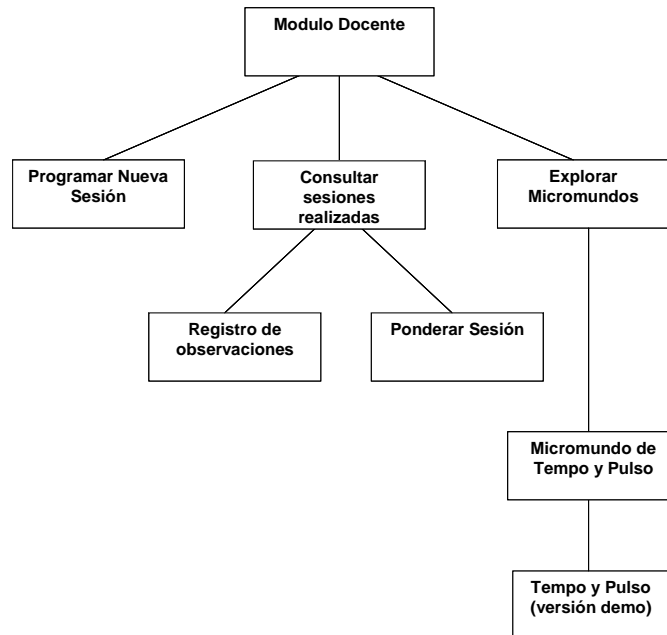 Modulo Docente
Programar Nueva
Sesión
Consultar
sesiones
realizadas
Explorar
Micromundos
Registro de
observaciones
Ponderar Sesión
Micromundo de
Tempo y Pulso
Tempo y Pulso
(versión demo)